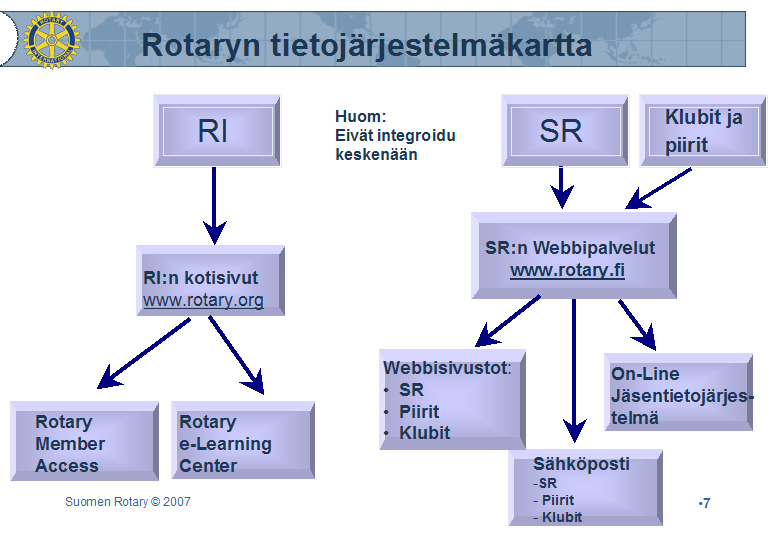 Rotaryn tietojärjestelmäkartta
RI
Huom:
Eivät integroidu
keskenään
SR
Klubit ja
piirit
RI:n kotisivut
www.rotary.org
SR:n Webbipalvelut
www.rotary.fi
Rotary
Member
Access
Rotary
e-Learning
Center
Webbisivustot:
• SR
• Piirit
• Klubit
On-Line
Jäsentietojärjes-
telmä
Sähköposti
-SR
- Piirit
- Klubit
Suomen Rotary © 2007
•7